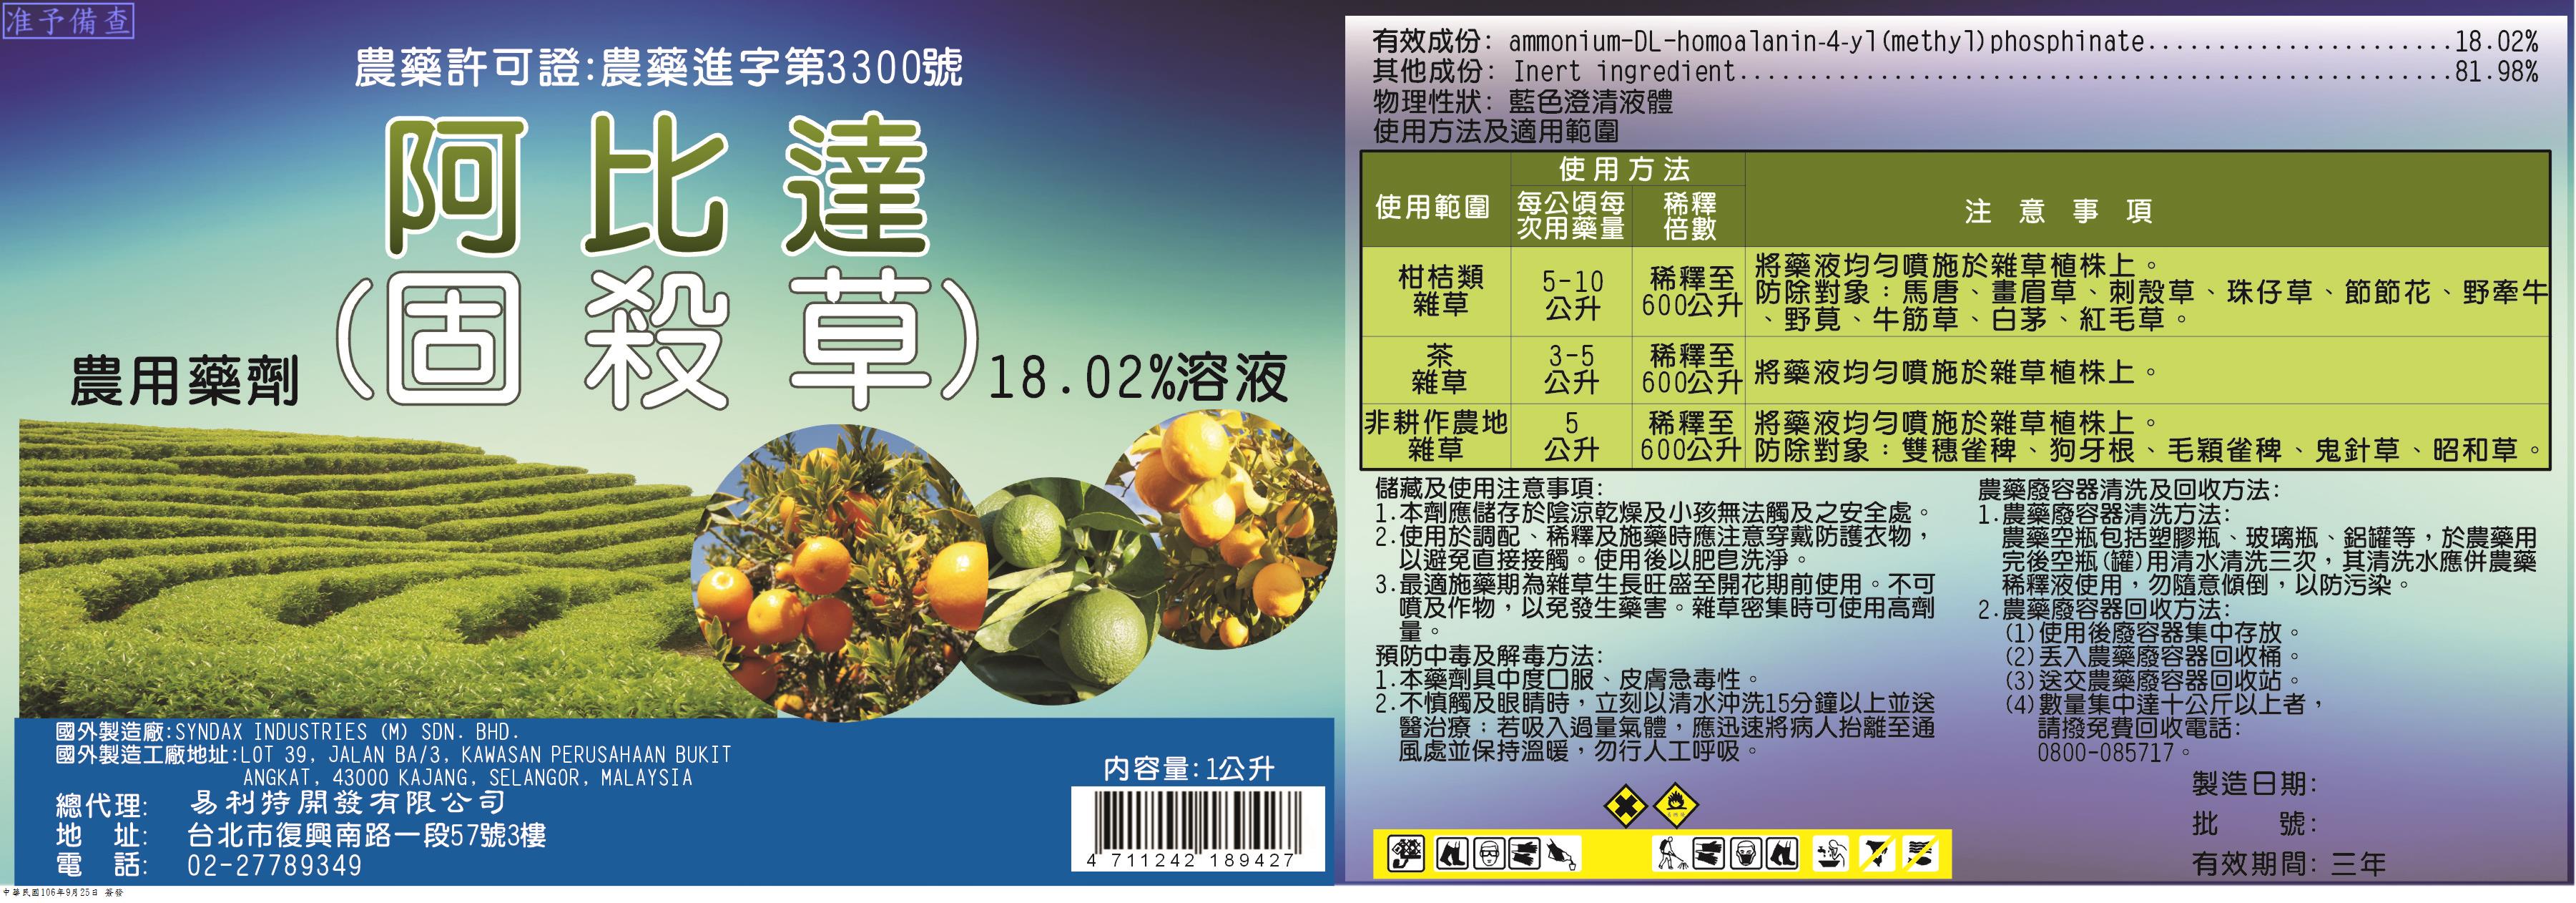 准予備查
農藥許可證:農藥進字第3300號
阿比達
(固殺草)
農用藥劑
18.02%溶液
國外製造廠:SYNDAX INDUSTRIES (M) SDN. BHD.
國外製造工廠地址:LOT 39, JALAN BA/3, KAWASAN PERUSAHAAN BUKIT
ANGKAT, 43000 KAJANG, SELANGOR, MALAYSIA
總代理: 易利特開發有限公司
地 址: 台北市復興南路一段57號3樓
電 話: 02-27789349
內容量:1公升
4 711242 189427
中華民國106年9月25日 簽發
有效成份: ammonium-DL-homoalanin-4-yl(methyl)phosphinate......................18.02%
其他成份: Inert ingredient....................................................81.98%
物理性狀: 藍色澄清液體
使用方法及適用範圍
使用範圍
使用方法
每公頃每
次用藥量
稀釋
倍數
注意事項
柑桔類
雜草
5-10
公升
稀釋至
600公升
將藥液均勻噴施於雜草植株上。
防除對象：馬唐、畫眉草、刺殼草、珠仔草、節節花、野牽牛
、野莧、牛筋草、白茅、紅毛草。
茶
雜草
3-5
公升
稀釋至
600公升
將藥液均勻噴施於雜草植株上。
非耕作農地
雜草
5
公升
稀釋至
600公升
將藥液均勻噴施於雜草植株上。
防除對象：雙穗雀稗、狗牙根、毛穎雀稗、鬼針草、昭和草。
儲藏及使用注意事項:
1.本劑應儲存於陰涼乾燥及小孩無法觸及之安全處。
2.使用於調配、稀釋及施藥時應注意穿戴防護衣物，
以避免直接接觸。使用後以肥皂洗淨。
3.最適施藥期為雜草生長旺盛至開花期前使用。不可
噴及作物，以免發生藥害。雜草密集時可使用高劑
量。
預防中毒及解毒方法:
1.本藥劑具中度口服、皮膚急毒性。
2.不慎觸及眼睛時，立刻以清水沖洗15分鐘以上並送
醫治療；若吸入過量氣體，應迅速將病人抬離至通
風處並保持溫暖，勿行人工呼吸。
農藥廢容器清洗及回收方法:
1.農藥廢容器清洗方法:
農藥空瓶包括塑膠瓶、玻璃瓶、鋁罐等，於農藥用
完後空瓶(罐)用清水清洗三次，其清洗水應併農藥
稀釋液使用，勿隨意傾倒，以防污染。
2.農藥廢容器回收方法:
(1)使用後廢容器集中存放。
(2)丟入農藥廢容器回收桶。
(3)送交農藥廢容器回收站。
(4)數量集中達十公斤以上者，
請撥免費回收電話:
0800-085717。
製造日期:
批 號:
有效期間: 三年